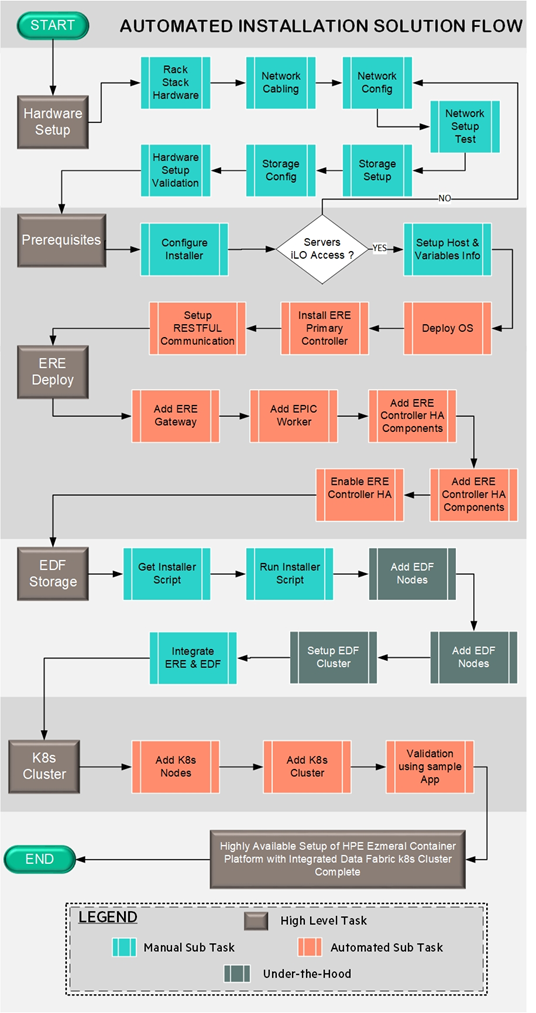 START
AUTOMATED INSTALLATION SOLUTION FLOW
Hardware
Setup
Rack
Stack
Hardware
Network
Cabling
Network
Config
Network
Setup
Test
Storage
Setup
Storage
Config
Hardware
Setup
Validation
NO
Prerequisites
Configure
Installer
Servers
iLO Access ?
YES
Setup Host &
Variables Info
Deploy OS
Install ERE
Primary
Controller
Setup
RESTFUL
Communication
ERE
Deploy
Add ERE
Gateway
Add EPIC
Worker
Add ERE
Controller HA
Components
Add ERE
Controller HA
Components
Enable ERE
Controller HA
EDF
Storage
Get Installer
Script
Run Installer
Script
Add EDF
Nodes
Add EDF
Nodes
Setup EDF
Cluster
Integrate
ERE & EDF
K8s
Cluster
Add K8s
Nodes
Add K8s
Cluster
Validation
using sample
App
Highly Available Setup of HPE Ezmeral Container
Platform with Integrated Data Fabric k8s Cluster
Complete
END
LEGEND
High Level Task
Manual Sub Task
Automated Sub Task
Under-the-Hood